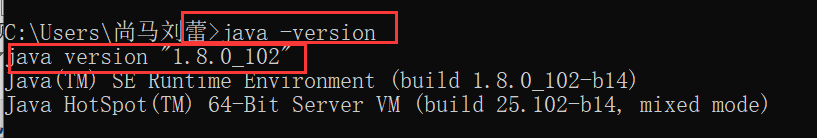 C:\Users\尚马刘蕾>java -version
java version "1.8.0_102"
Java(TM) SE Runtime Environment (build 1.8.0_102-b14)
Java HotSpot(TM) 64-Bit Server VM (build 25.102-b14, mixed mode)